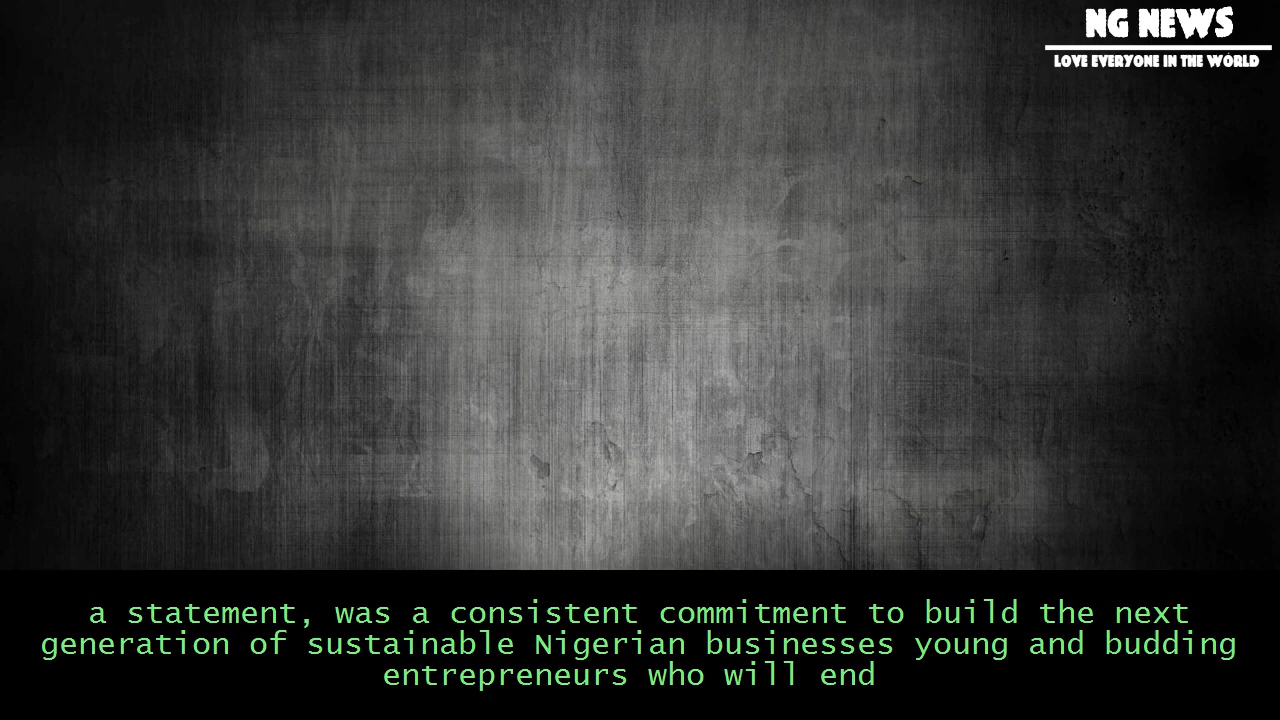 NG NEWS
LOVE EVERYONE IN THE WORLD
a statement, was a consistent commitment to build the next
generation of sustainable Nigerian businesses young and budding
entrepreneurs who will end